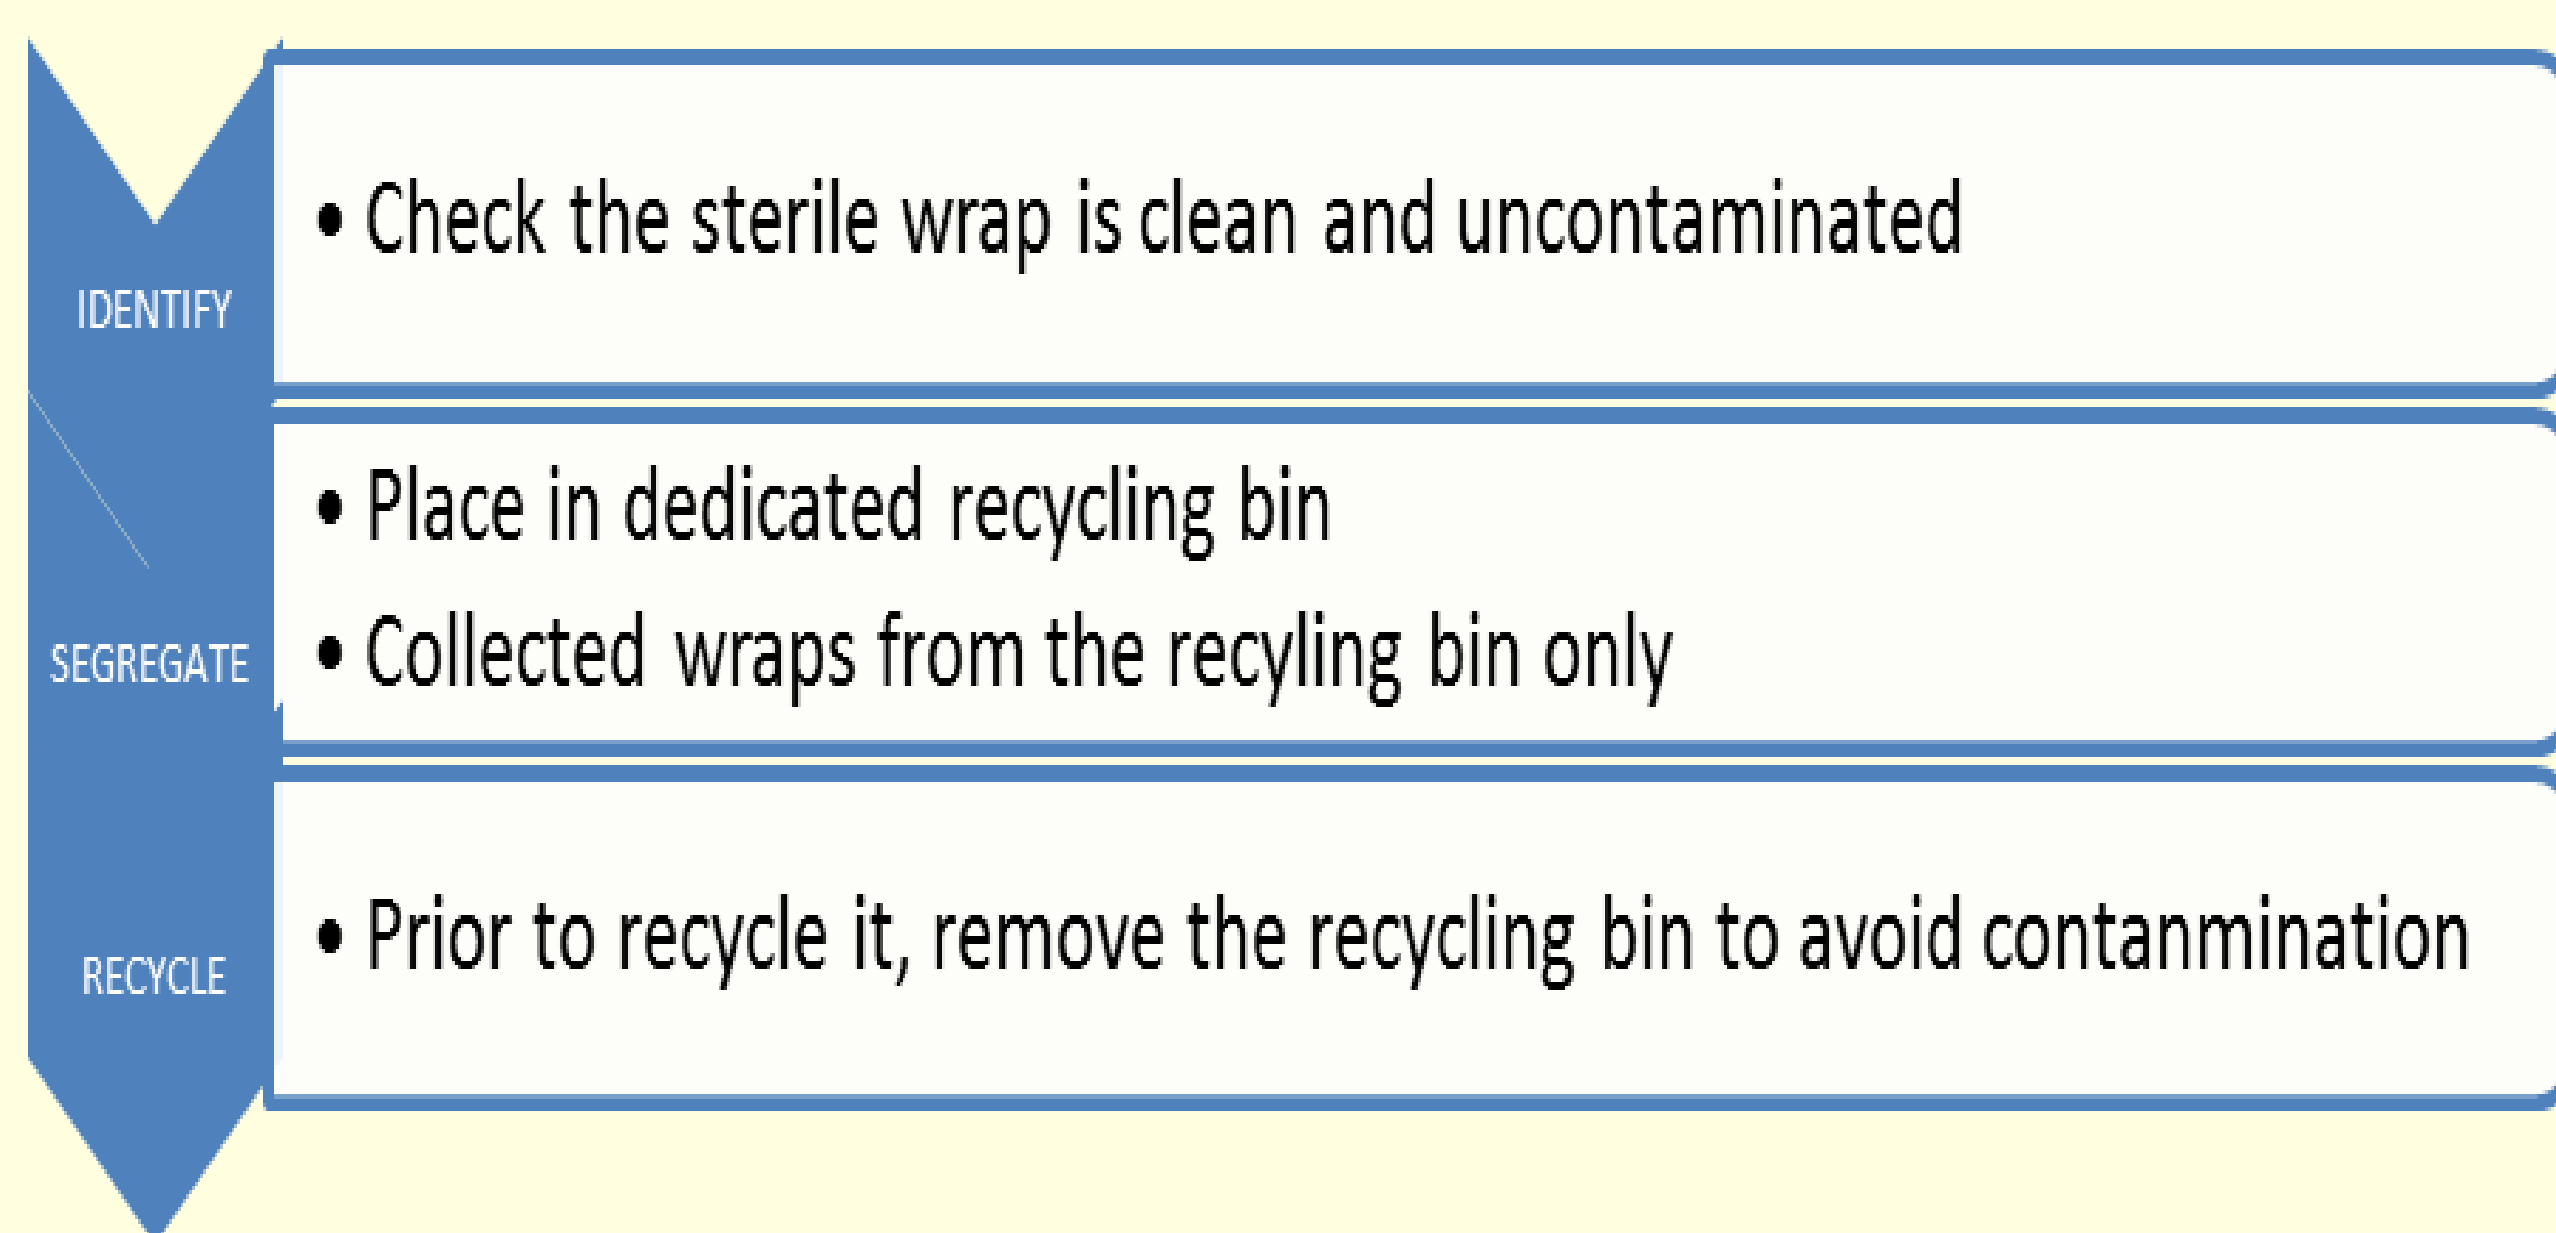 IDENTIFY
• Check the sterile wrap is clean and uncontaminated
SEGREGATE
• Place in dedicated recycling bin
• Collected wraps from the recyling bin only
RECYCLE
• Prior to recycle it, remove the recycling bin to avoid contanmination